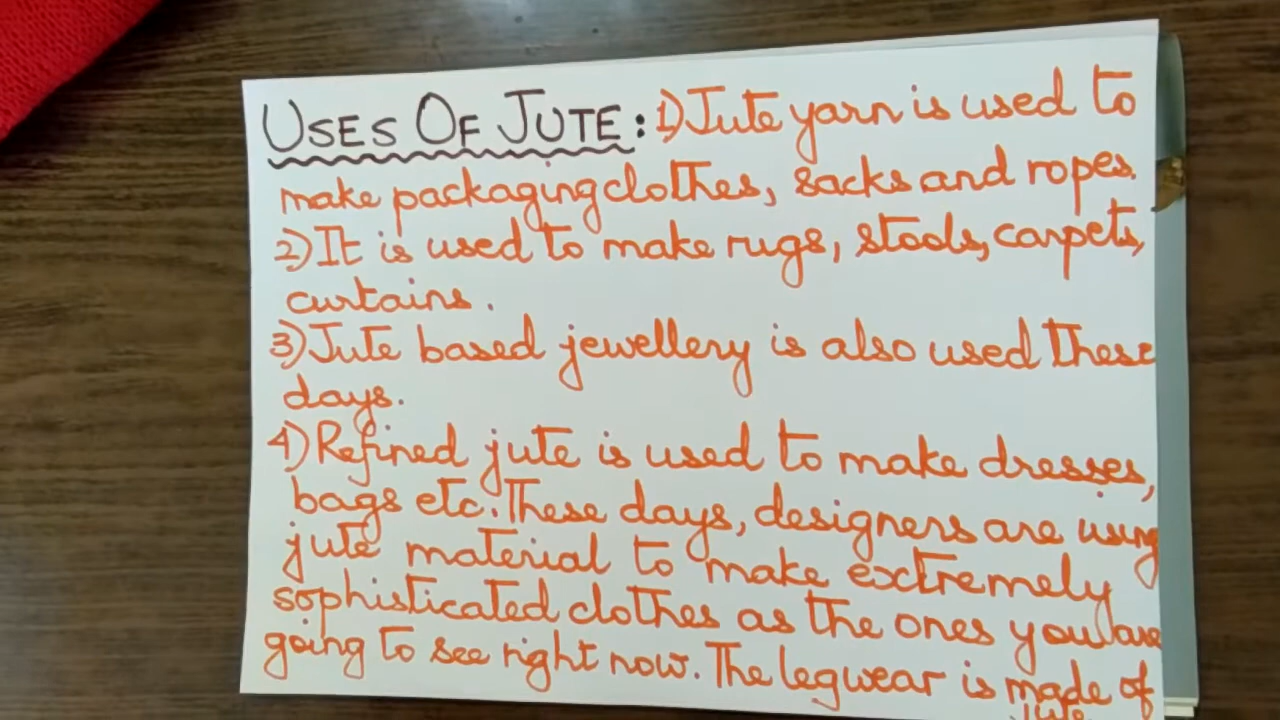 USES OF JUTE: 1) Jute yarn is used to
make packaging clothes, sacks and ropes.
2) It is used to make rugs, stools, carpets,
curtains.
3) Jute based jewellery is also used these
days.
4) Refined jute is used to make dresses,
bags etc. These days, designers are using
jute material to make extremely
sophisticated clothes as the ones you are
going to see right now. The legwear is made of
jute